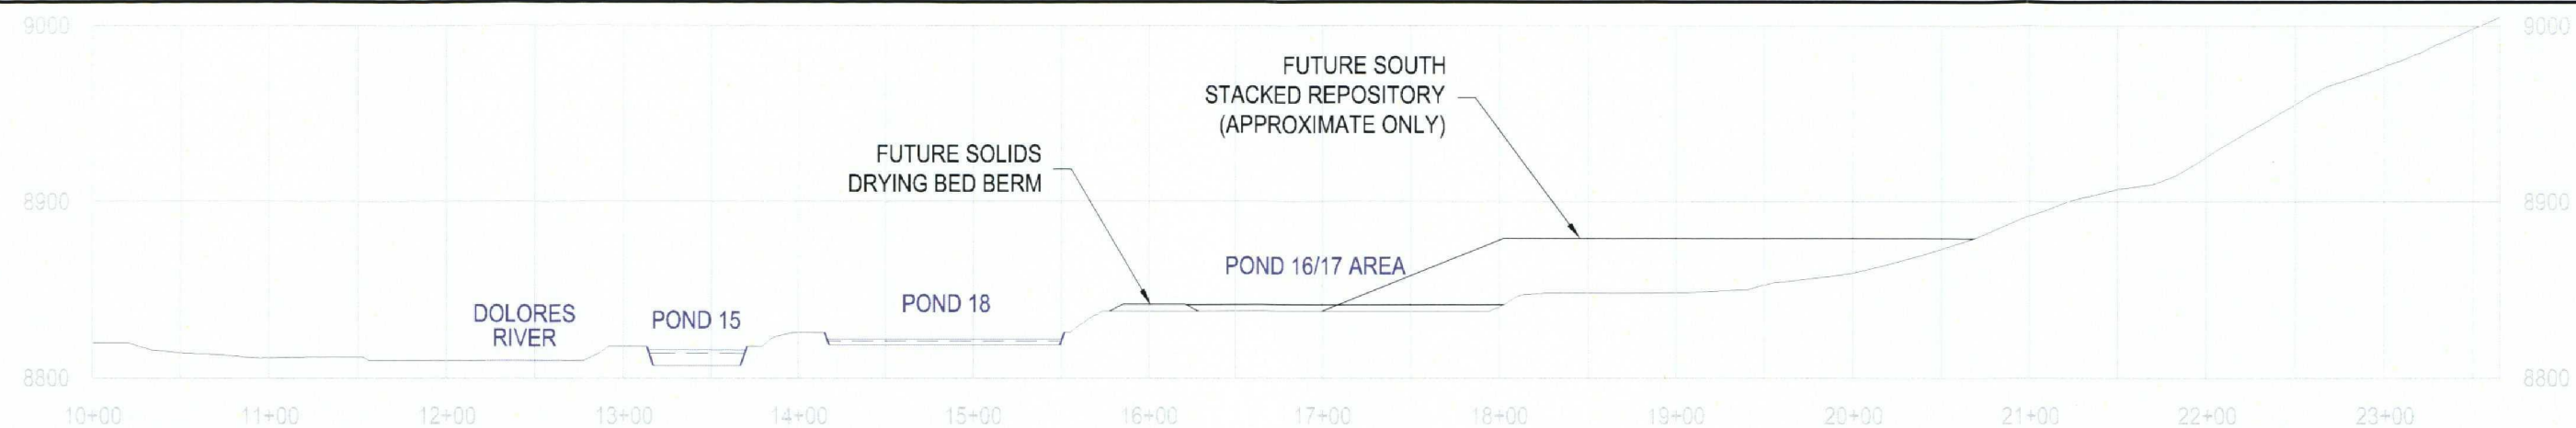 9000
9000
FUTURE SOUTH
STACKED REPOSITORY
(APPROXIMATE ONLY)
FUTURE SOLIDS
DRYING BED BERM
8900
8900
POND 16/17 AREA
POND 18
DOLORES
RIVER
POND 15
8800
8800
10+00 11+00 12+00 13+00 14+00 15+00 16+00 17+00 18+00 19+00 20+00 21+00 22+00 23+00